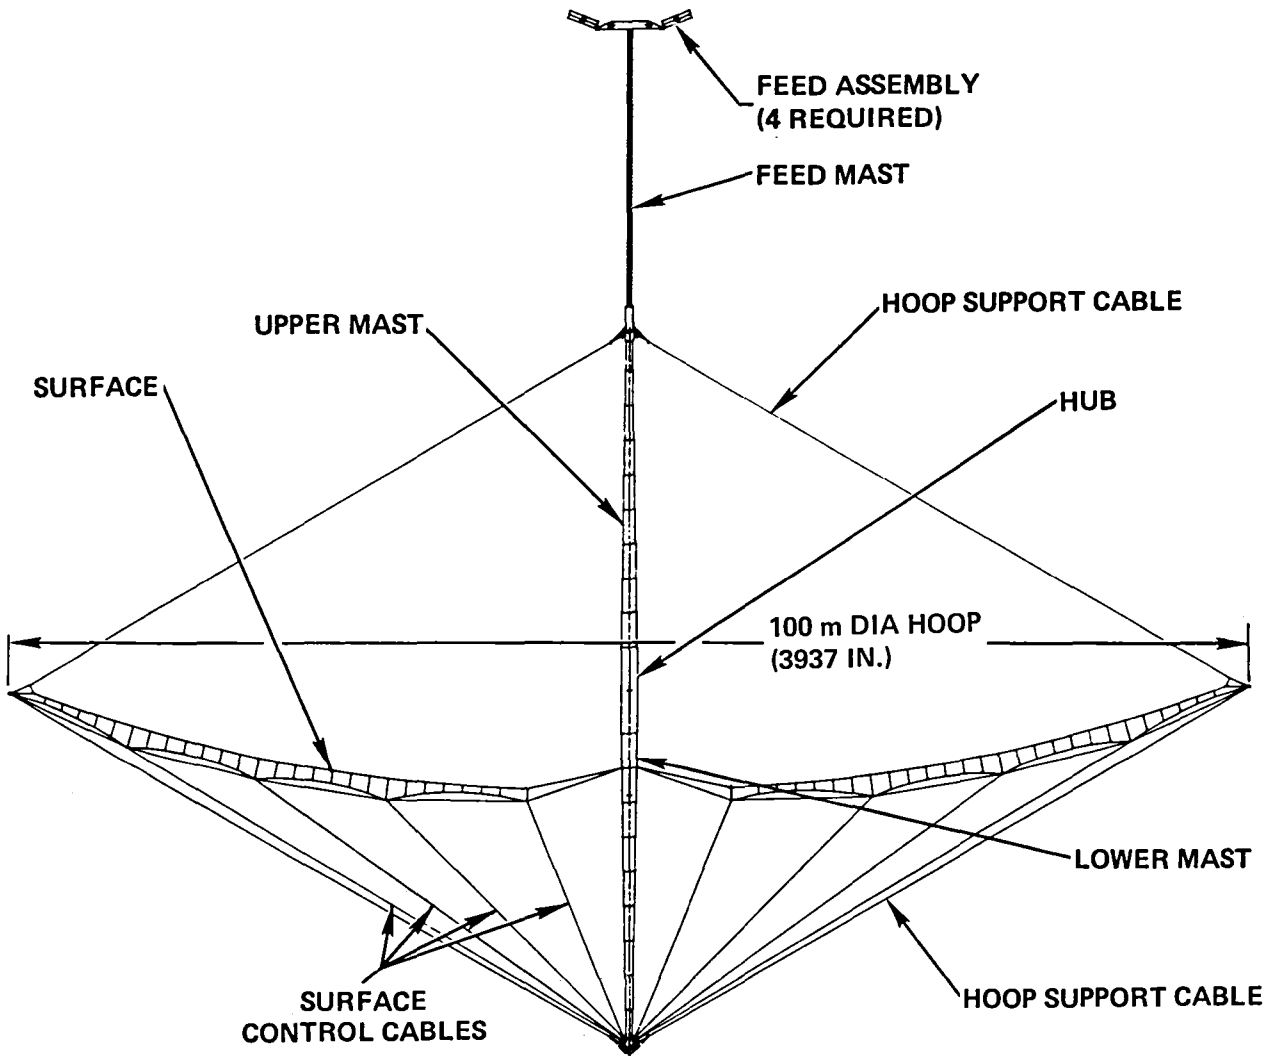 FEED ASSEMBLY
(4 REQUIRED)
FEED MAST
HOOP SUPPORT CABLE
UPPER MAST
SURFACE
HUB
100 m DIA HOOP
(3937 IN.)
LOWER MAST
HOOP SUPPORT CABLE
SURFACE
CONTROL CABLES